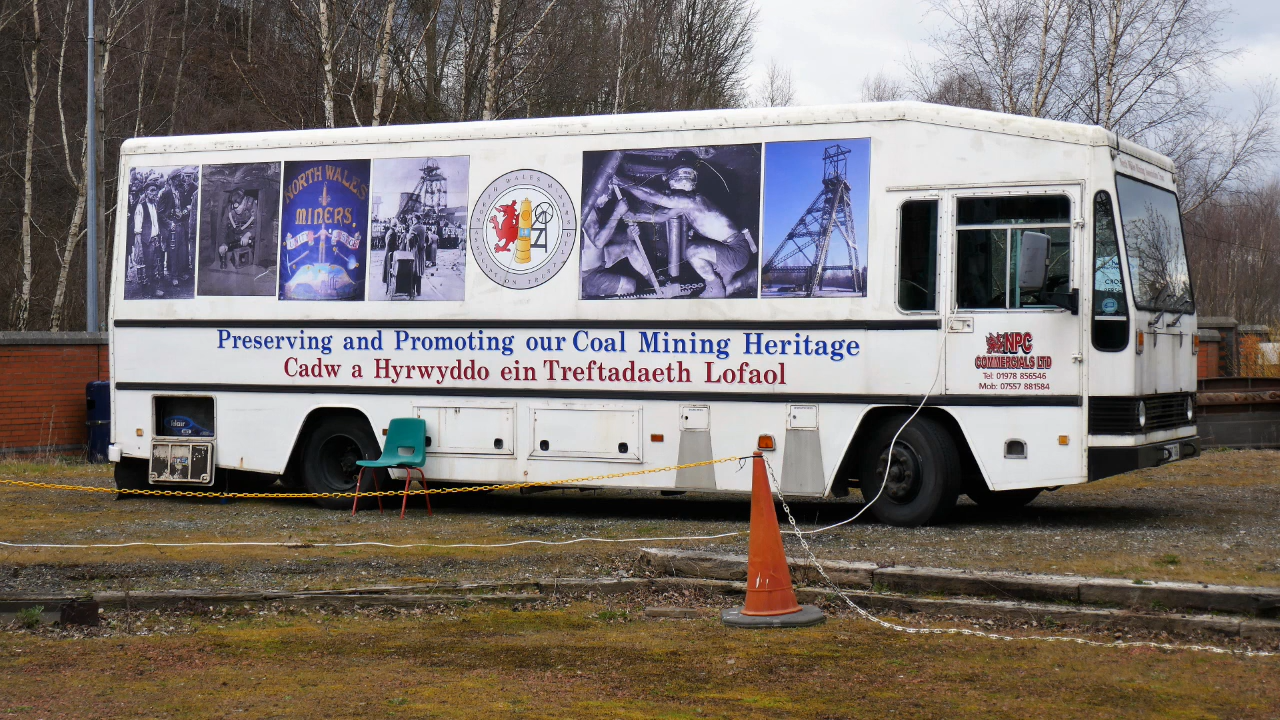 NORTH WALES
MINERS
Preserving and Promoting our Coal Mining Heritage
Cadw a Hyrwyddo ein Treftadaeth Lofaol
NPC
COMMERCIALS LTD
Tel: 01978 856546
Mob: 07557 881584